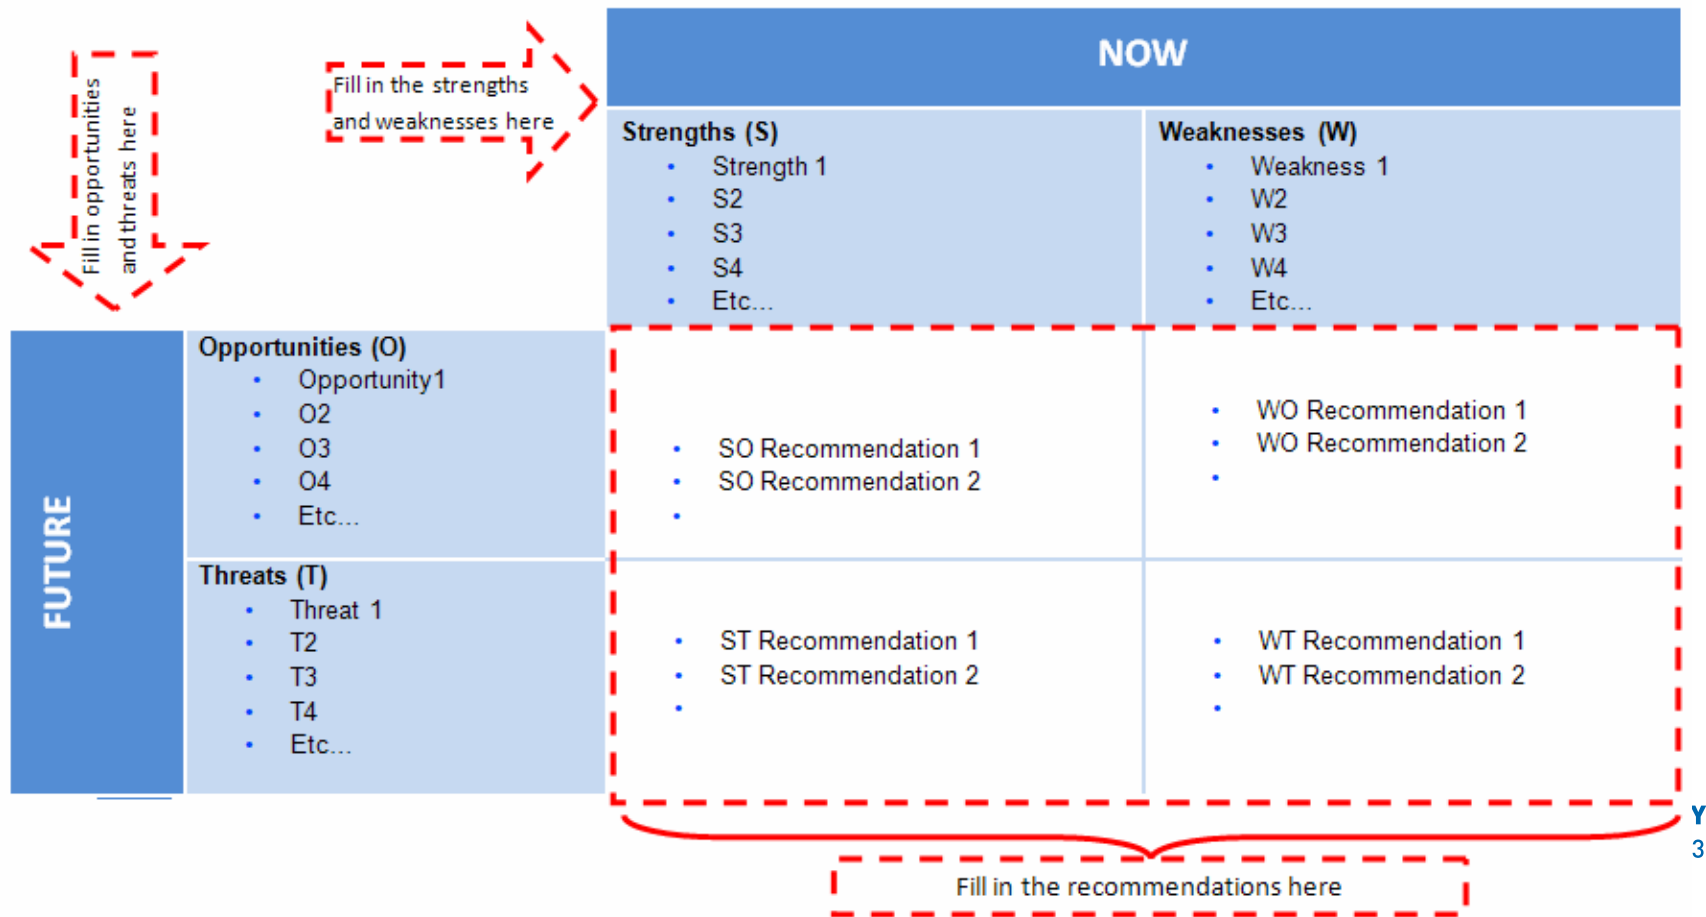 NOW
Fill in the strengths
and weaknesses here
Fill in opportunities
and threats here
Strengths (S)
• Strength 1
• S2
• S3
• S4
• Etc...
Weaknesses (W)
• Weakness 1
• W2
• W3
• W4
• Etc...
FUTURE
Opportunities (O)
• Opportunity1
• O2
• O3
• O4
• Etc...
• SO Recommendation 1
• SO Recommendation 2
•
• WO Recommendation 1
• WO Recommendation 2
•
Threats (T)
• Threat 1
• T2
• T3
• T4
• Etc...
• ST Recommendation 1
• ST Recommendation 2
•
• WT Recommendation 1
• WT Recommendation 2
•
Y
3
Fill in the recommendations here